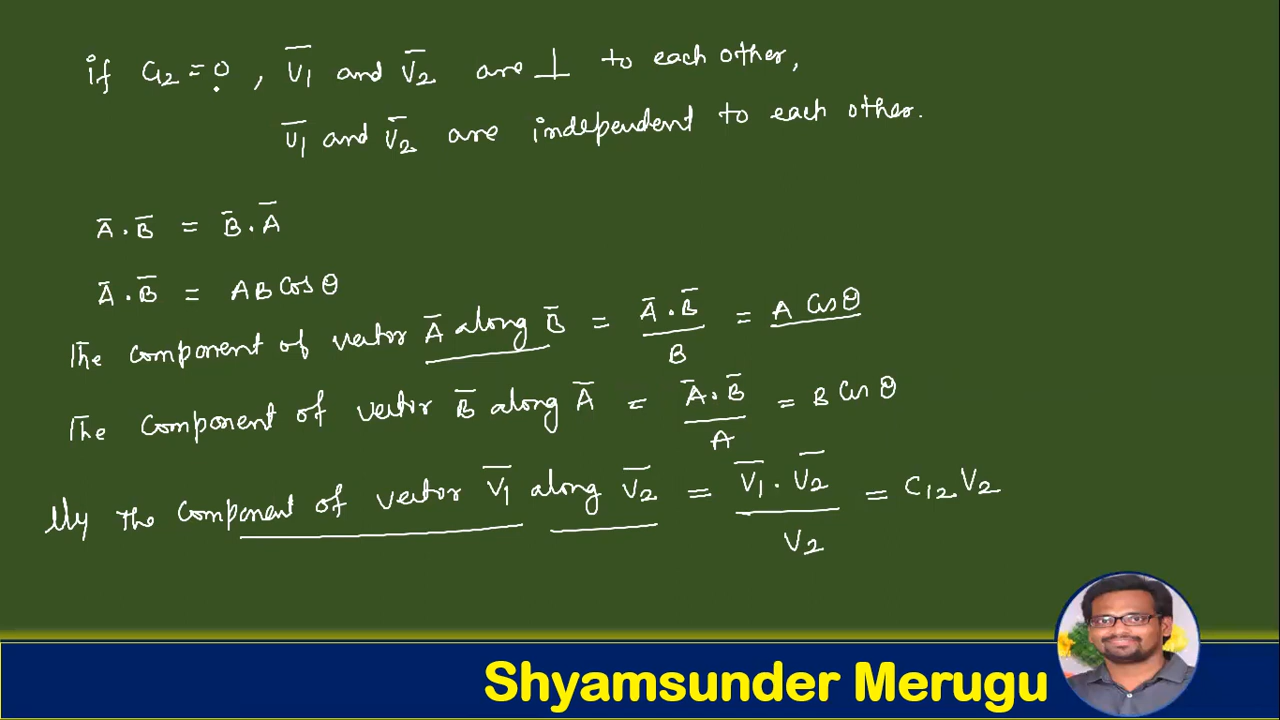 if C12 = 0, V̅1 and V̅2 are ⊥ to each other,
V̅1 and V̅2 are independent to each other.
A̅ . B̅ = B̅ . A̅
A̅ . B̅ = AB Cos θ
The component of vector A̅ along B̅ = A̅ . B̅ / B = A Cos θ
The component of vector B̅ along A̅ = A̅ . B̅ / A = B Cos θ
llly the component of vector V̅1 along V̅2 = V̅1 . V̅2 / V2 = C12 V2
Shyamsunder Merugu